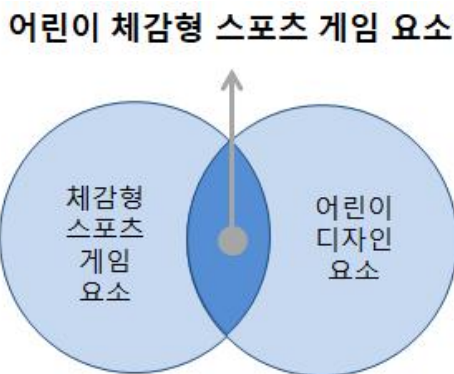 어린이 체감형 스포츠 게임 요소
체감형
스포츠
게임
요소
어린이
디자인
요소